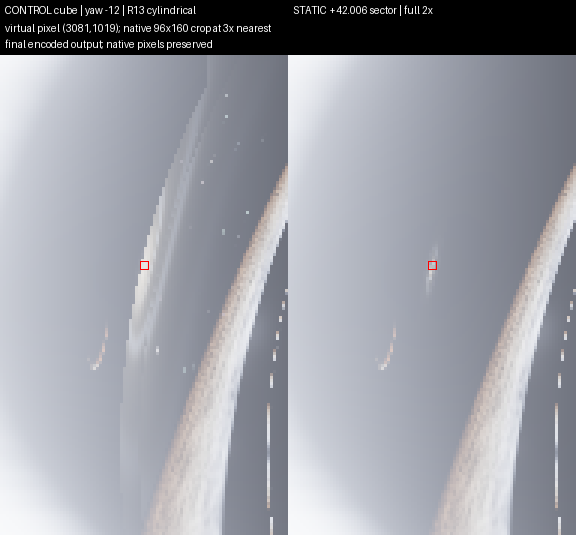 CONTROL cube | yaw -12 | R13 cylindrical
STATIC +42.006 sector | full 2x
virtual pixel (3081,1019); native 96x160 crop at 3x nearest
final encoded output; native pixels preserved